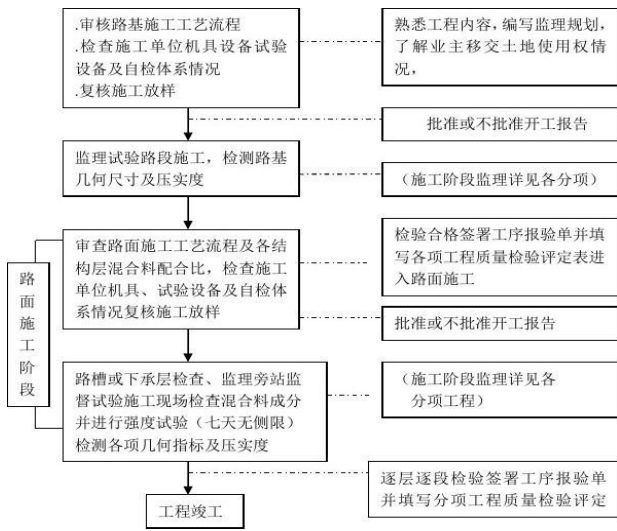 .审核路基施工工艺流程
.检查施工单位机具设备试验
设备及自检体系情况
.复核施工放样
熟悉工程内容，编写监理规划，
了解业主移交土地使用权情
况，
批准或不批准开工报告
监理试验路段施工，检测路基
几何尺寸及压实度
（施工阶段监理详见各分项）
路面施工阶段
审查路面施工工艺流程及各结
构层混合料配合比，检查施工
单位机具、试验设备及自检体
系情况复核施工放样
检验合格签署工序报验单并填
写各项工程质量检验评定表进
入路面施工
批准或不批准开工报告
路槽或下承层检查、监理旁站监
督试验施工现场检查混合料成分
并进行强度试验（七天无侧限）
检测各项几何指标及压实度
（施工阶段监理详见各
分项工程）
逐层逐段检验签署工序报验单
并填写分项工程质量检验评定
工程竣工